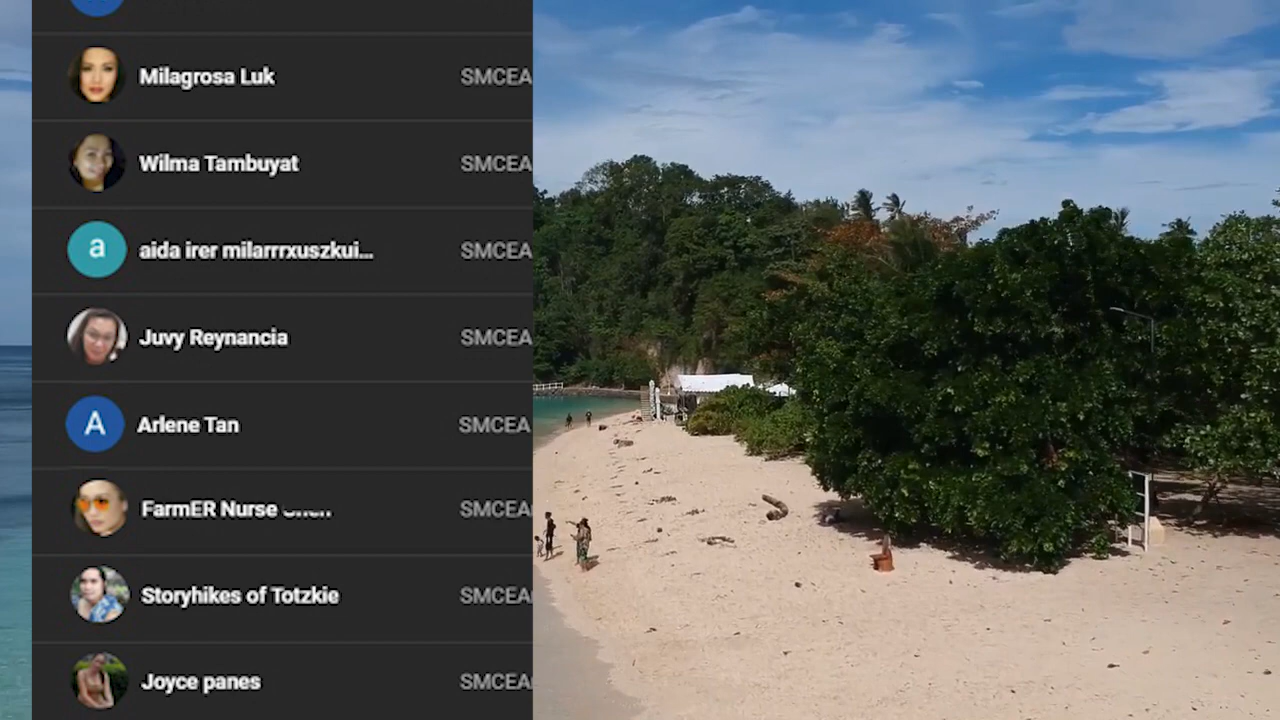 Milagrosa Luk SMCEA
Wilma Tambuyat SMCEA
a aida irer milarrrxuszkui... SMCEA
Juvy Reynancia SMCEA
A Arlene Tan SMCEA
FarmER Nurse SMCEA
Storyhikes of Totzkie SMCEA
Joyce panes SMCEA